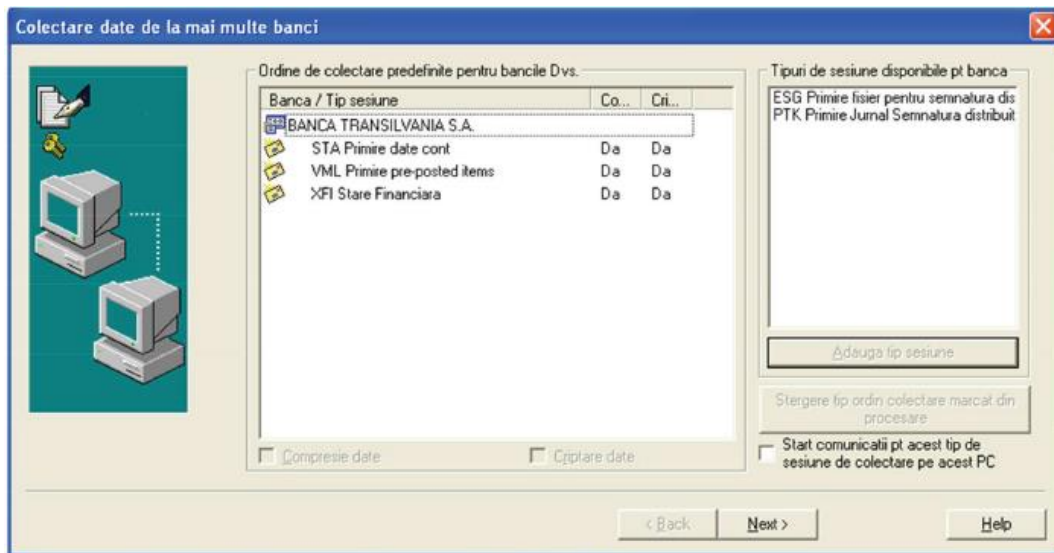 Colectare date de la mai multe banci
Ordine de colectare predefinite pentru bancile Dvs.
Banca / Tip sesiune Co... Cri...
BANCA TRANSILVANIA S.A.
STA Primire date cont Da Da
VML Primire pre-posted items Da Da
XFI Stare Financiara Da Da
Compresie date Criptare date
Tipuri de sesiune disponibile pt banca
ESG Primire fisier pentru semnatura dis
PTK Primire Jurnal Semnatura distribuit
Adauga tip sesiune
Stergere tip ordin colectare marcat din
procesare
Start comunicatii pt acest tip de
sesiune de colectare pe acest PC
< Back Next > Help